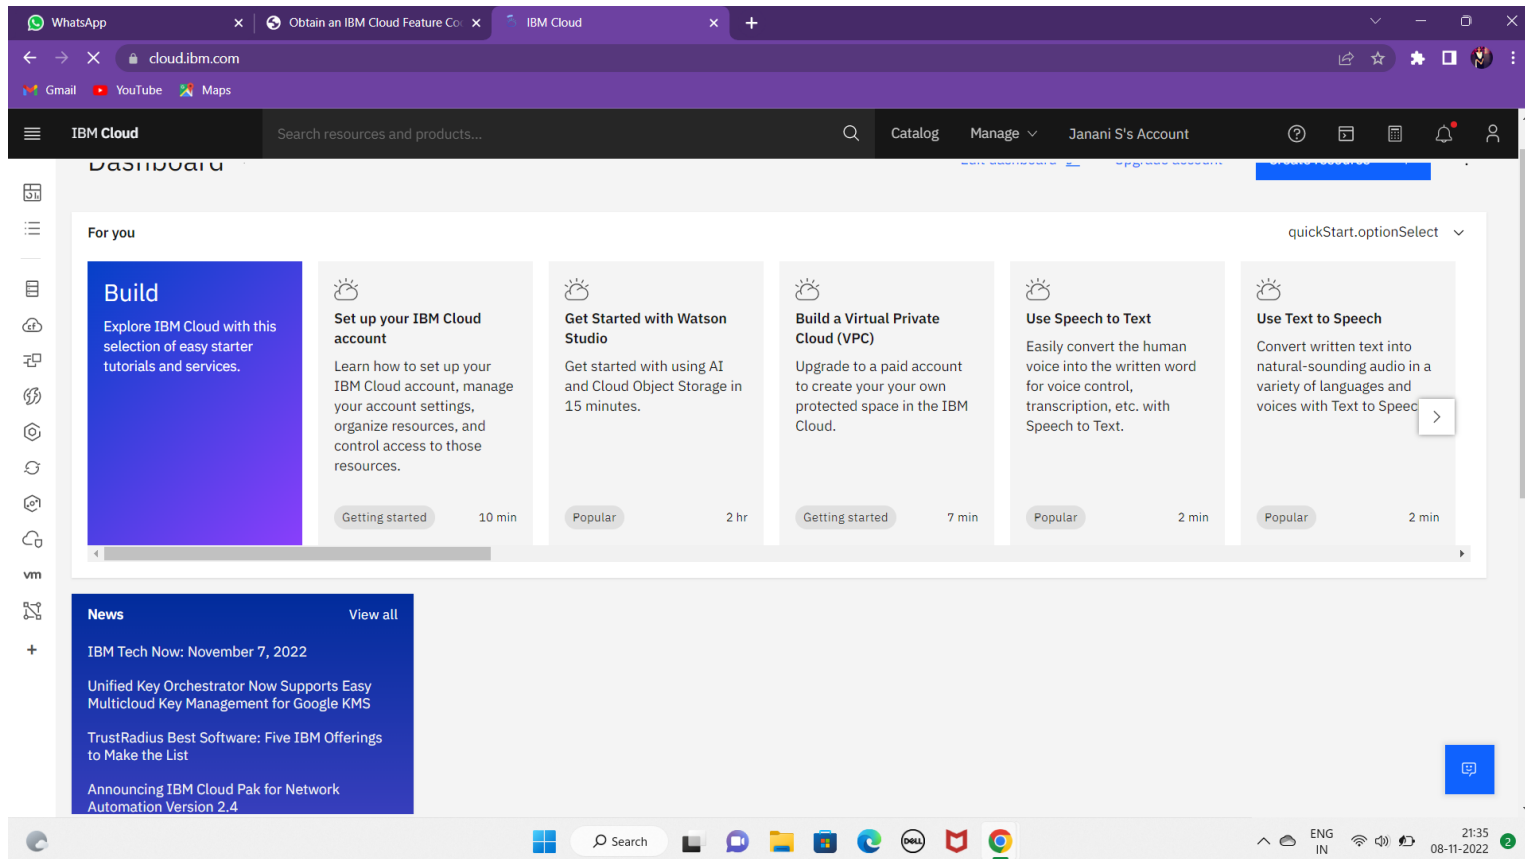 WhatsApp
Obtain an IBM Cloud Feature Co
IBM Cloud
cloud.ibm.com
Gmail
YouTube
Maps
IBM Cloud
Search resources and products...
Catalog
Manage
Janani S's Account
Dashboard
Edit dashboard
Upgrade account
Create resource
For you
quickStart.optionSelect
Build
Explore IBM Cloud with this
selection of easy starter
tutorials and services.
Set up your IBM Cloud
account
Learn how to set up your
IBM Cloud account, manage
your account settings,
organize resources, and
control access to those
resources.
Getting started
10 min
Get Started with Watson
Studio
Get started with using AI
and Cloud Object Storage in
15 minutes.
Popular
2 hr
Build a Virtual Private
Cloud (VPC)
Upgrade to a paid account
to create your your own
protected space in the IBM
Cloud.
Getting started
7 min
Use Speech to Text
Easily convert the human
voice into the written word
for voice control,
transcription, etc. with
Speech to Text.
Popular
2 min
Use Text to Speech
Convert written text into
natural-sounding audio in a
variety of languages and
voices with Text to Speec
Popular
2 min
cf
vm
News
View all
IBM Tech Now: November 7, 2022
Unified Key Orchestrator Now Supports Easy
Multicloud Key Management for Google KMS
TrustRadius Best Software: Five IBM Offerings
to Make the List
Announcing IBM Cloud Pak for Network
Automation Version 2.4
Search
DELL
ENG
IN
21:35
08-11-2022
2